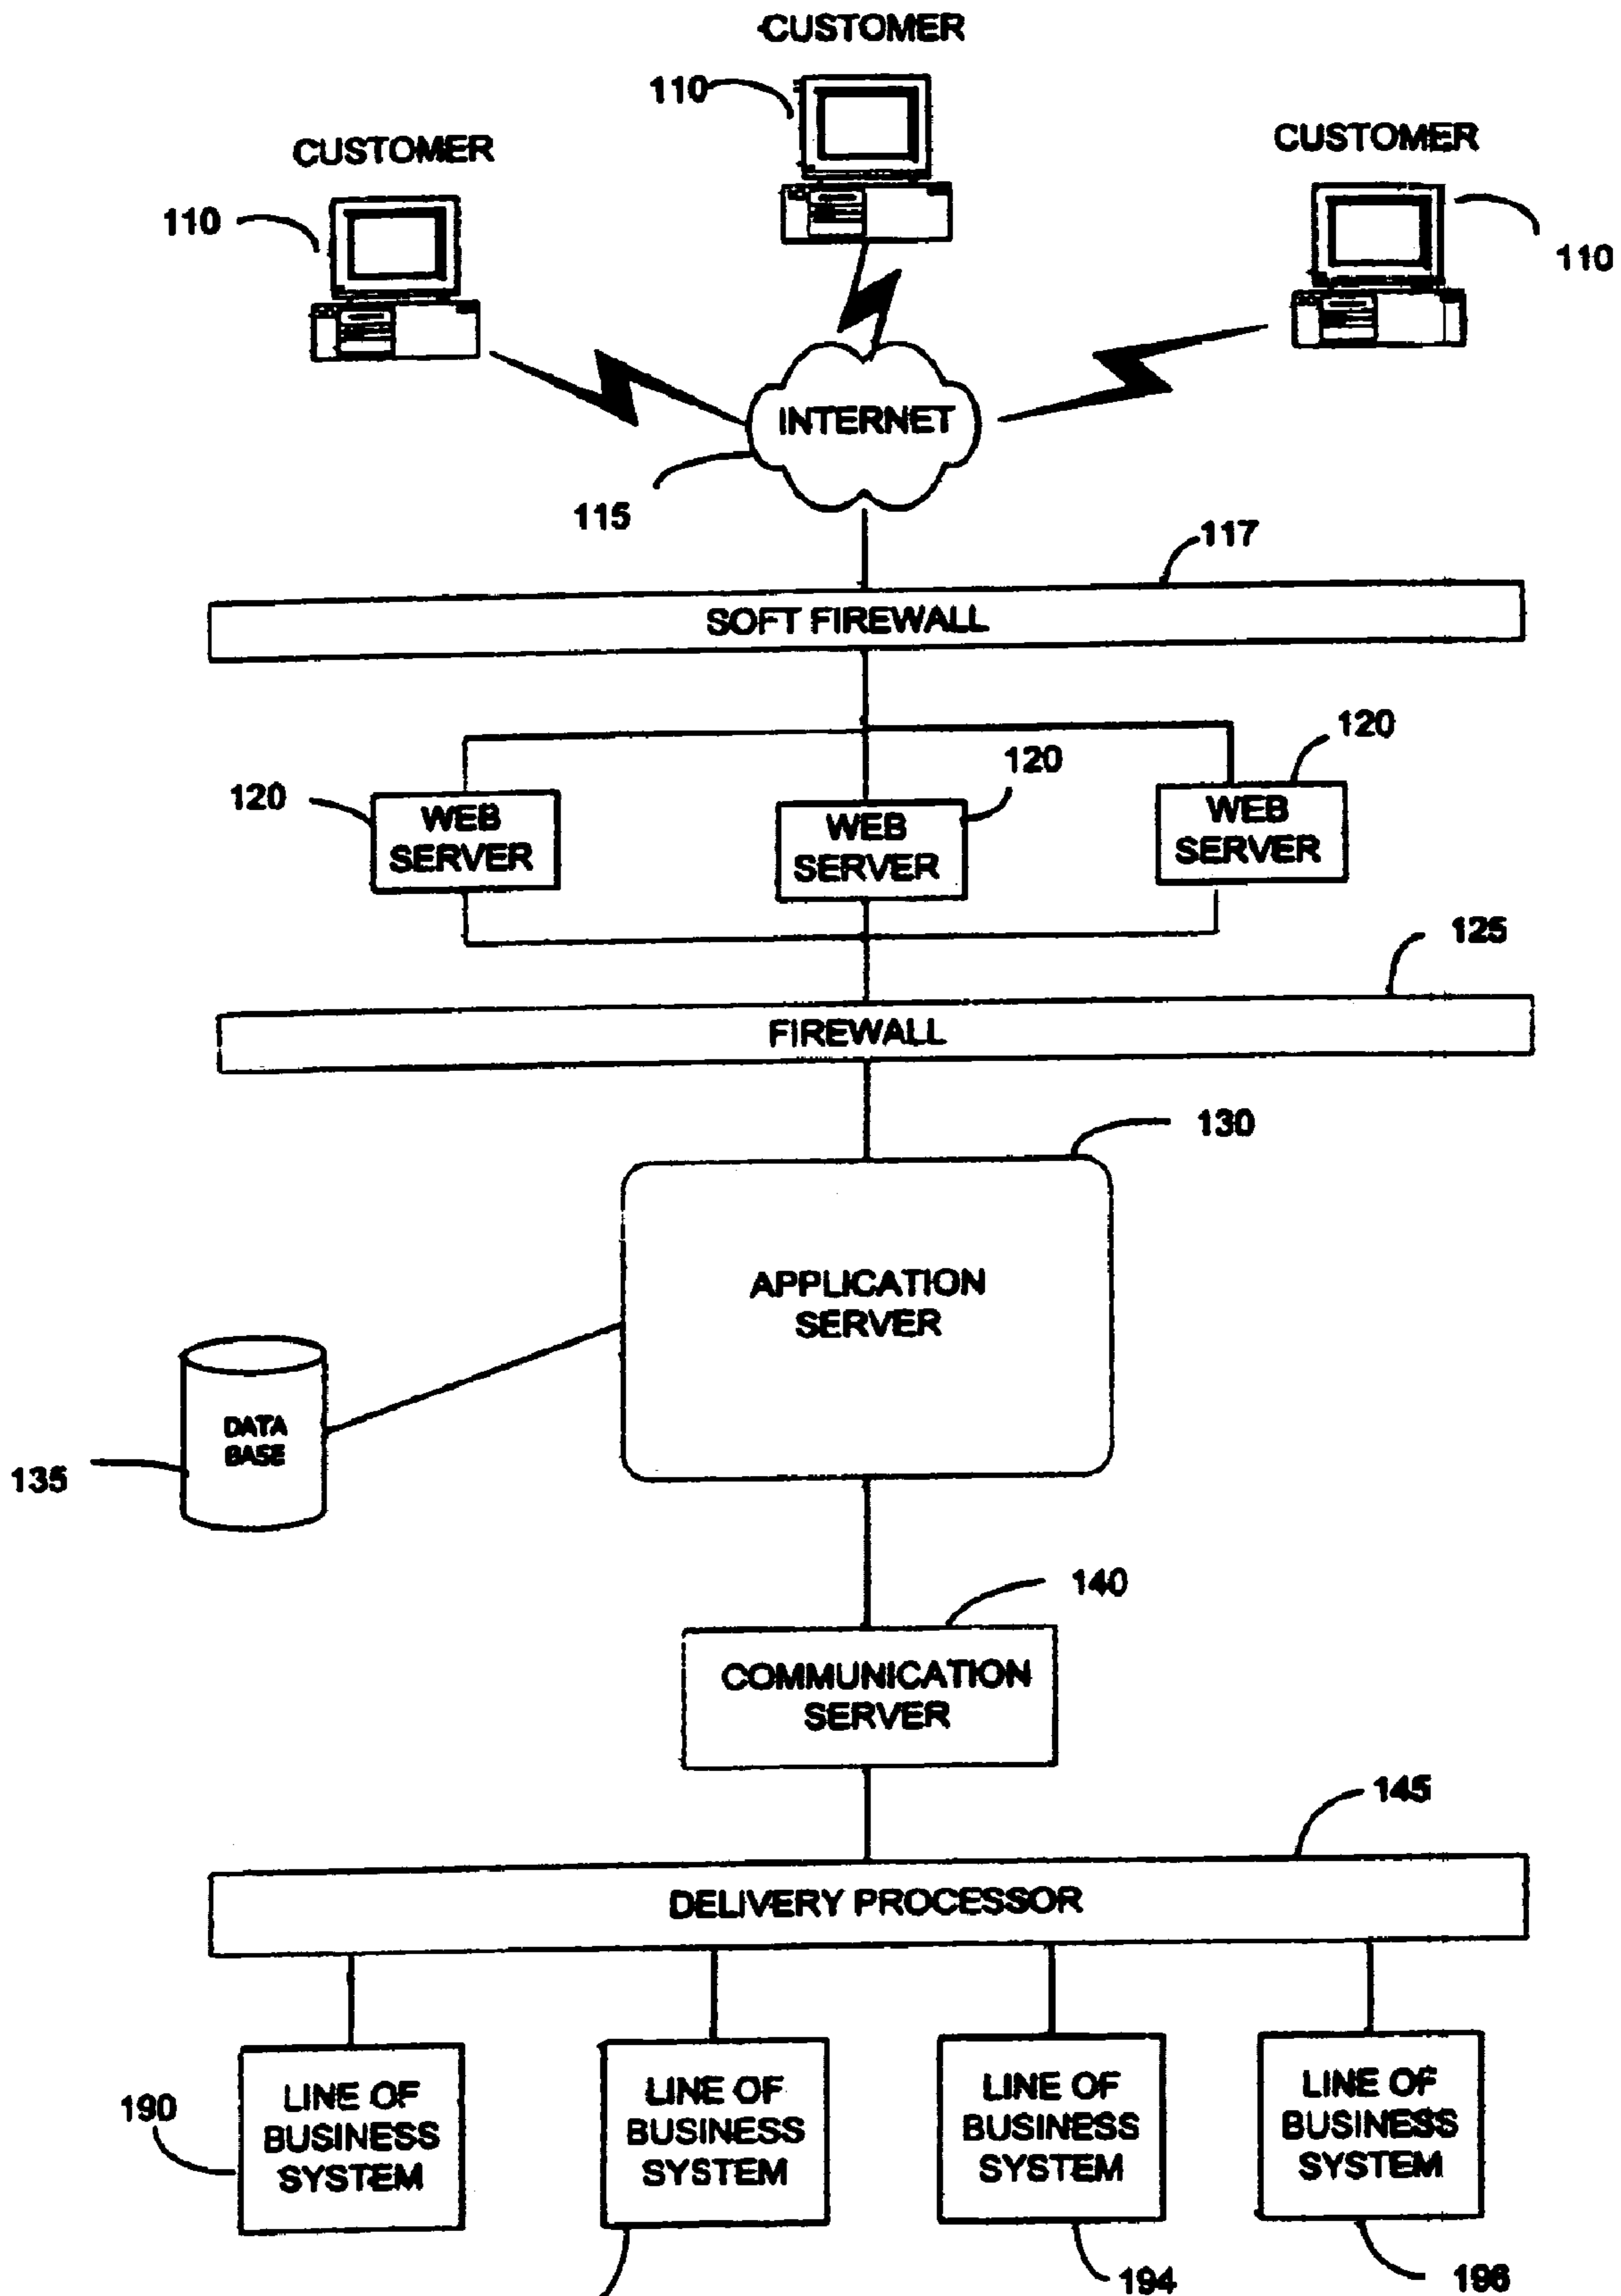 CUSTOMER
110
CUSTOMER
110
CUSTOMER
110
INTERNET
115
117
SOFT FIREWALL
120
WEB
SERVER
120
WEB
SERVER
120
WEB
SERVER
125
FIREWALL
130
APPLICATION
SERVER
DATA
BASE
135
140
COMMUNICATION
SERVER
145
DELIVERY PROCESSOR
190
LINE OF
BUSINESS
SYSTEM
LINE OF
BUSINESS
SYSTEM
LINE OF
BUSINESS
SYSTEM
194
LINE OF
BUSINESS
SYSTEM
196